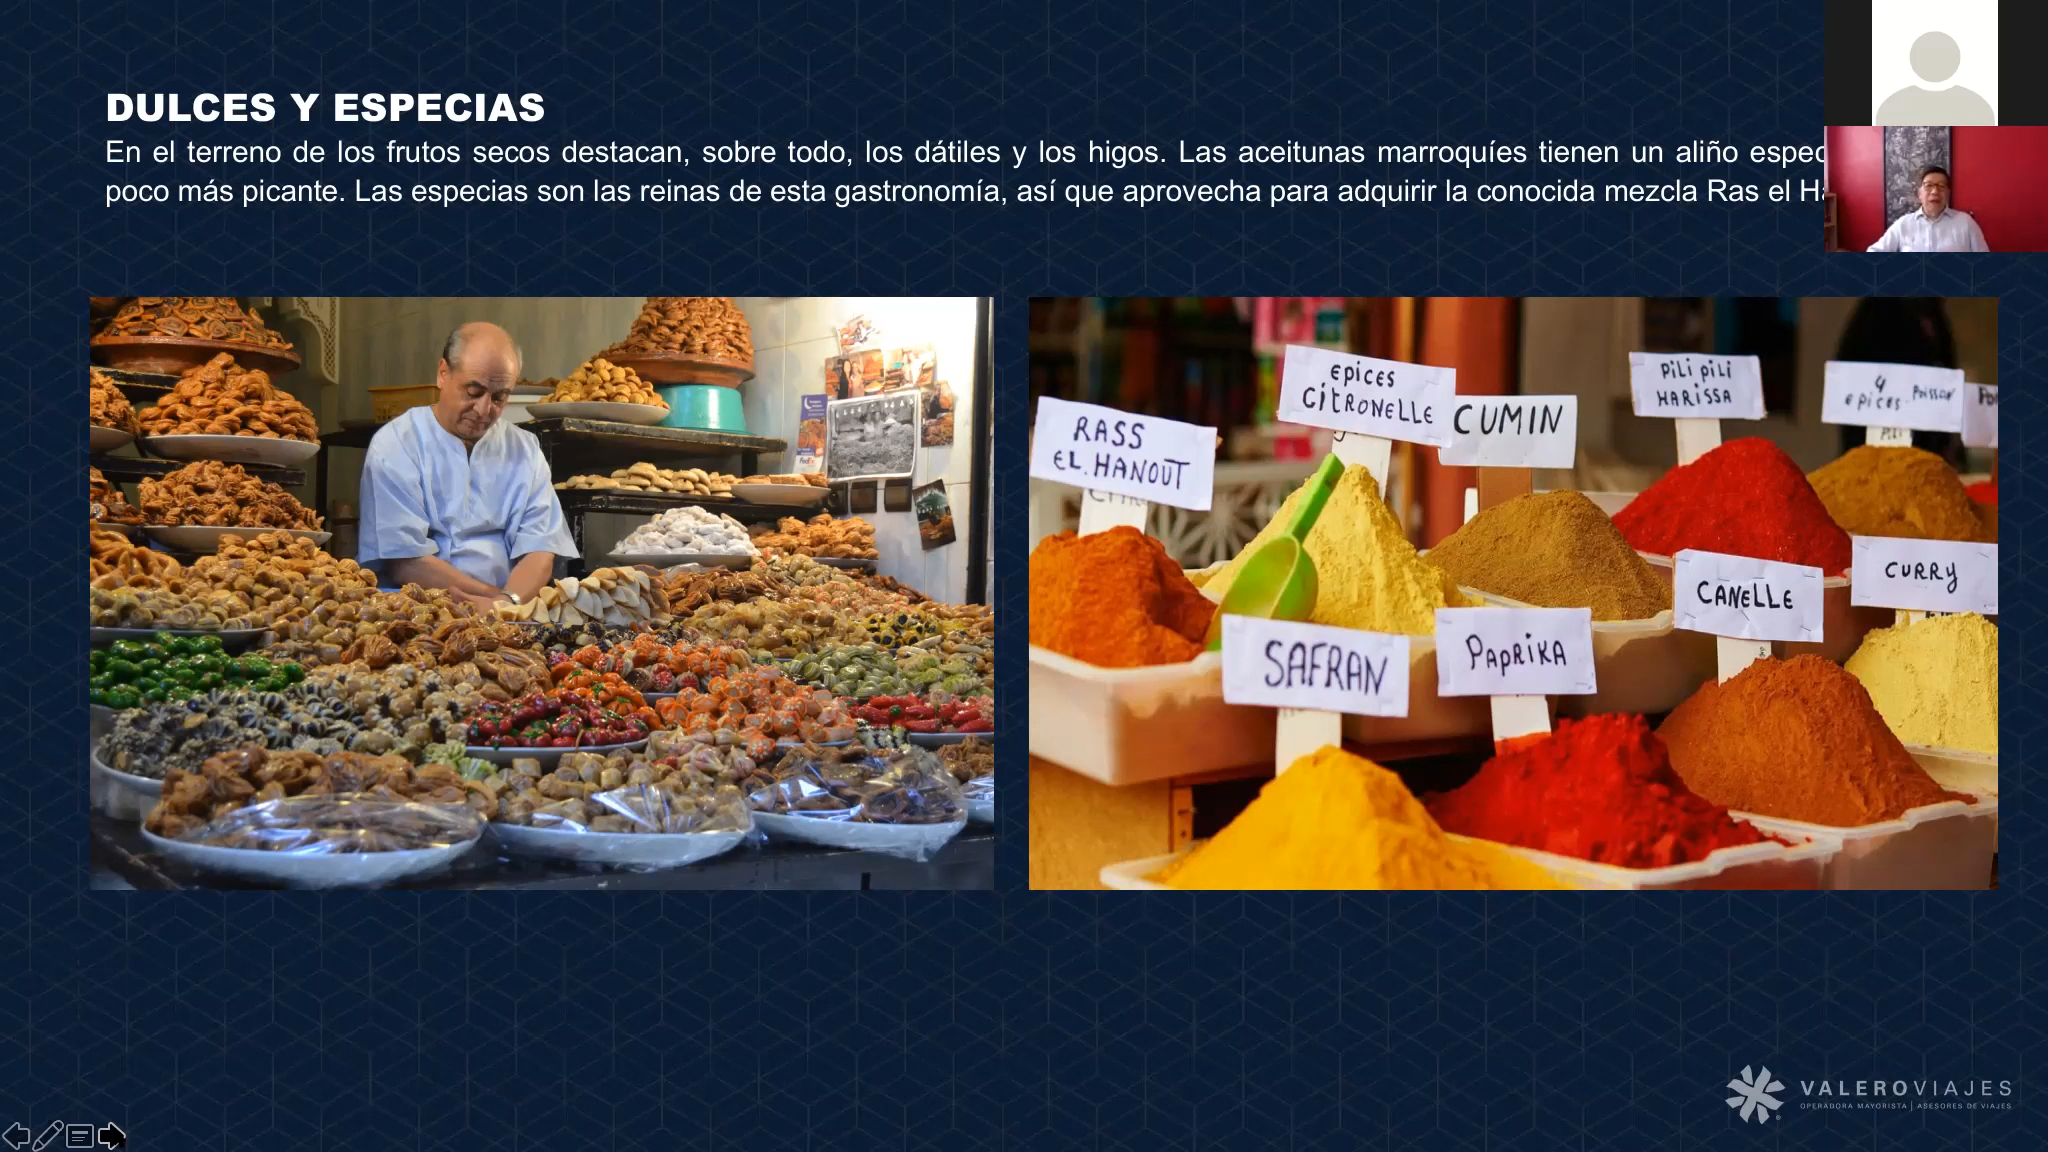 DULCES Y ESPECIAS
En el terreno de los frutos secos destacan, sobre todo, los dátiles y los higos. Las aceitunas marroquíes tienen un aliño
poco más picante. Las especias son las reinas de esta gastronomía, así que aprovecha para adquirir la conocida mezcla Ras el
RASS
EL.HANOUT
EPICES
CITRONELLE
CUMIN
PiLi PiLi
HARISSA
4
EPiCES Poisson
CANELLE
CURRY
SAFRAN
PAPRIKA
FedEx
VALEROVIAJES
OPERADORA MAYORISTA | ASESORES DE VIAJES